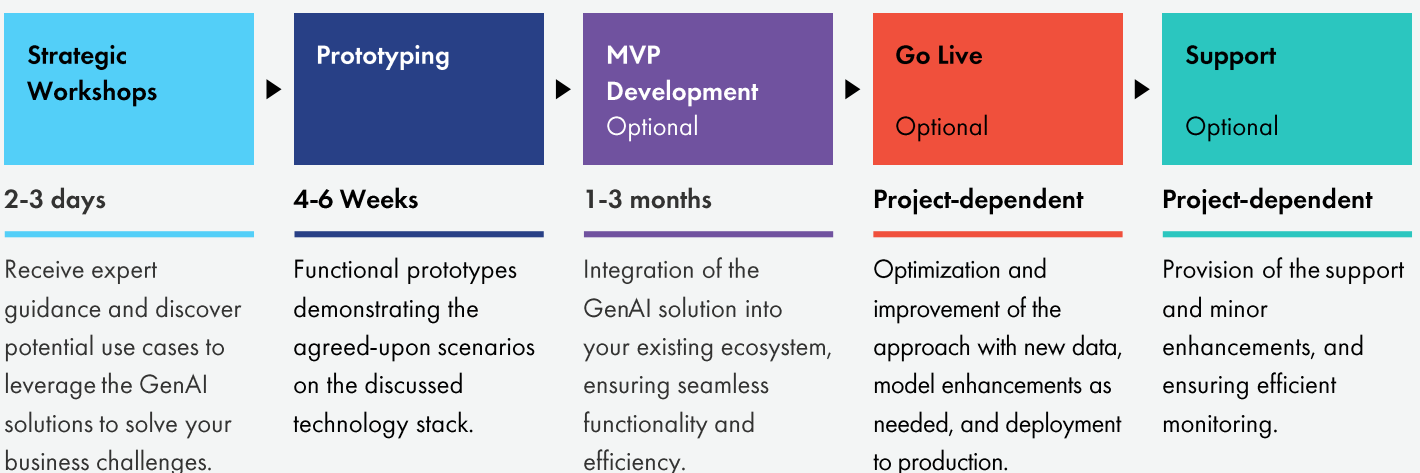 Strategic
Workshops
Prototyping
MVP
Development
Optional
Go Live
Optional
Support
Optional
2-3 days
4-6 Weeks
1-3 months
Project-dependent
Project-dependent
Receive expert
guidance and discover
potential use cases to
leverage the GenAI
solutions to solve your
business challenges.
Functional prototypes
demonstrating the
agreed-upon scenarios
on the discussed
technology stack.
Integration of the
GenAI solution into
your existing ecosystem,
ensuring seamless
functionality and
efficiency.
Optimization and
improvement of the
approach with new data,
model enhancements as
needed, and deployment
to production.
Provision of the support
and minor
enhancements, and
ensuring efficient
monitoring.